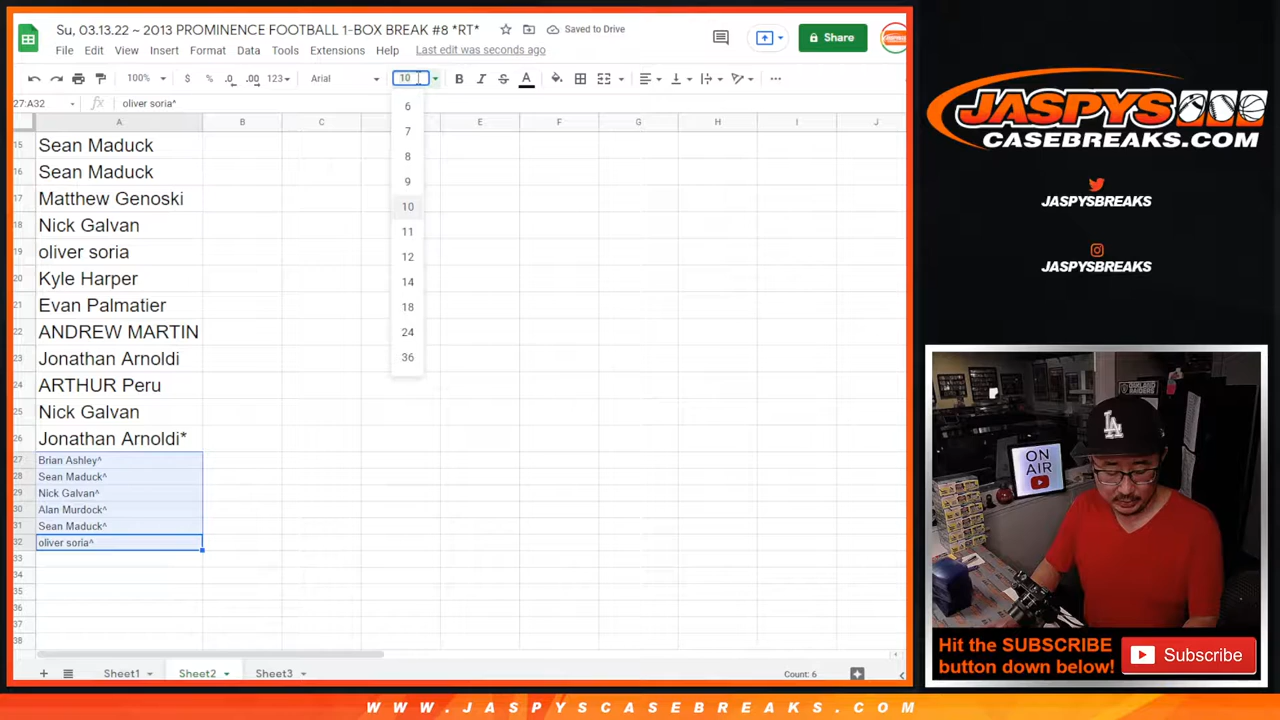 Su, 03.13.22 ~ 2013 PROMINENCE FOOTBALL 1-BOX BREAK #8 *RT*
Saved to Drive
Share
File Edit View Insert Format Data Tools Extensions Help Last edit was seconds ago
100% $ % .0 .00 123 Arial 10 B I S A
27:A32 fx oliver soria^
A B C E F G H I J
15 Sean Maduck
16 Sean Maduck
17 Matthew Genoski
18 Nick Galvan
19 oliver soria
20 Kyle Harper
21 Evan Palmatier
22 ANDREW MARTIN
23 Jonathan Arnoldi
24 ARTHUR Peru
25 Nick Galvan
26 Jonathan Arnoldi*
27 Brian Ashley^
28 Sean Maduck^
29 Nick Galvan^
30 Alan Murdock^
31 Sean Maduck^
32 oliver soria^
33
34
35
36
37
38
6
7
8
9
10
11
12
14
18
24
36
Sheet1 Sheet2 Sheet3 Count: 6
JASPYS
CASEBREAKS.COM
JASPYSBREAKS
JASPYSBREAKS
OAKLAND
RAIDERS
LA
ON
AIR
Hit the SUBSCRIBE
button down below!
Subscribe
WWW.JASPYSCASEBREAKS.COM